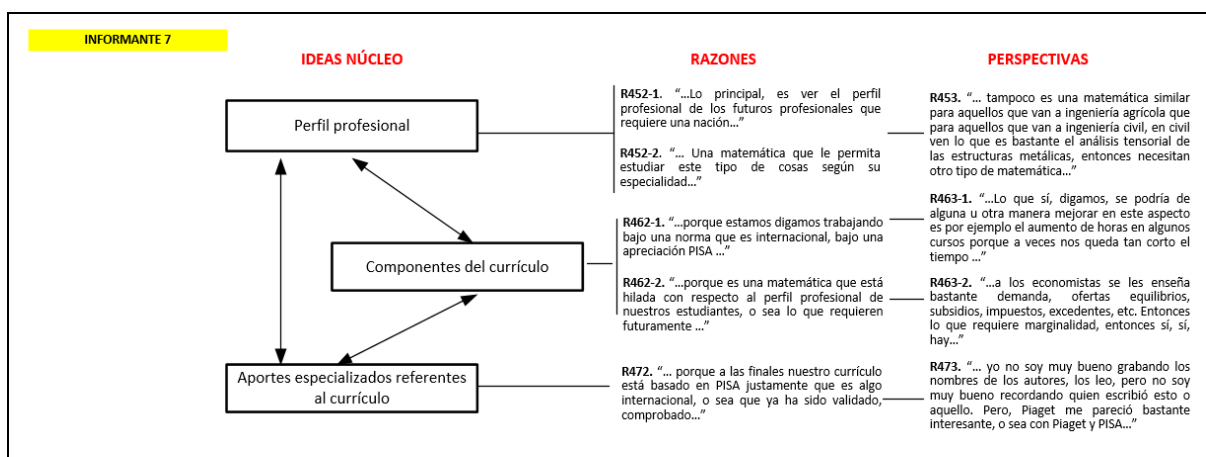 INFORMANTE 7
IDEAS NÚCLEO
RAZONES
PERSPECTIVAS
Perfil profesional
R452-1. “…Lo principal, es ver el perfil
profesional de los futuros profesionales que
requiere una nación…”
R452-2. “… Una matemática que le permita
estudiar este tipo de cosas según su
especialidad…”
R453. “… tampoco es una matemática similar
para aquellos que van a ingeniería agrícola que
para aquellos que van a ingeniería civil, en civil
ven lo que es bastante el análisis tensorial de
las estructuras metálicas, entonces necesitan
otro tipo de matemática…”
Componentes del currículo
R462-1. “…porque estamos digamos trabajando
bajo una norma que es internacional, bajo una
apreciación PISA …”
R462-2. “…porque es una matemática que está
hilada con respecto al perfil profesional de
nuestros estudiantes, o sea lo que requieren
futuramente …”
R463-1. “…Lo que sí, digamos, se podría de
alguna u otra manera mejorar en este aspecto
es por ejemplo el aumento de horas en algunos
cursos porque a veces nos queda tan corto el
tiempo …”
R463-2. “…a los economistas se les enseña
bastante demanda, ofertas equilibrios,
subsidios, impuestos, excedentes, etc. Entonces
lo que requiere marginalidad, entonces sí, sí,
hay…”
Aportes especializados referentes
al currículo
R472. “… porque a las finales nuestro currículo
está basado en PISA justamente que es algo
internacional, o sea que ya ha sido validado,
comprobado…”
R473. “… yo no soy muy bueno grabando los
nombres de los autores, los leo, pero no soy
muy bueno recordando quien escribió esto o
aquello. Pero, Piaget me pareció bastante
interesante, o sea con Piaget y PISA…”